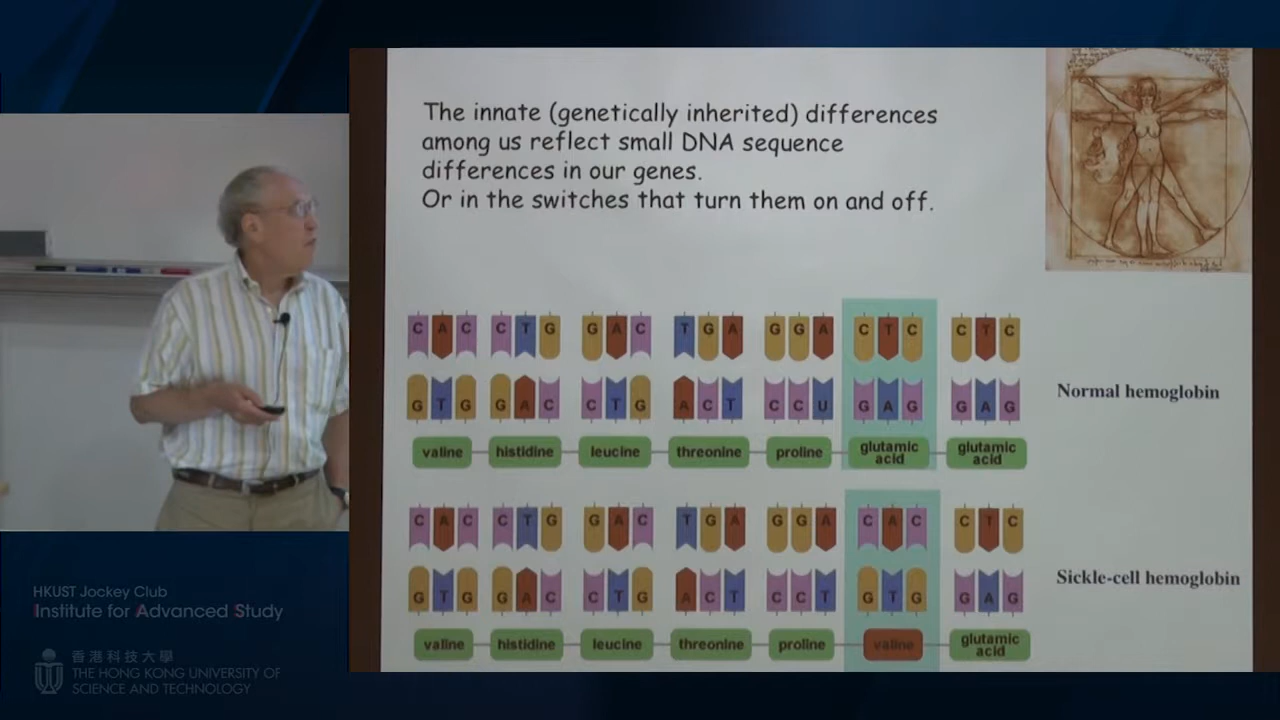 The innate (genetically inherited) differences
among us reflect small DNA sequence
differences in our genes.
Or in the switches that turn them on and off.
C A C C T G G A C T G A G G A C T C C T C
G T G G A C C T G A C T C C U G A G G A G
Normal hemoglobin
valine histidine leucine threonine proline glutamic acid glutamic acid
C A C C T G G A C T G A G G A C A C C T C
G T G G A C C T G A C T C C T G T G G A G
Sickle-cell hemoglobin
valine histidine leucine threonine proline valine glutamic acid
HKUST Jockey Club
Institute for Advanced Study
香港科技大學
THE HONG KONG UNIVERSITY OF
SCIENCE AND TECHNOLOGY